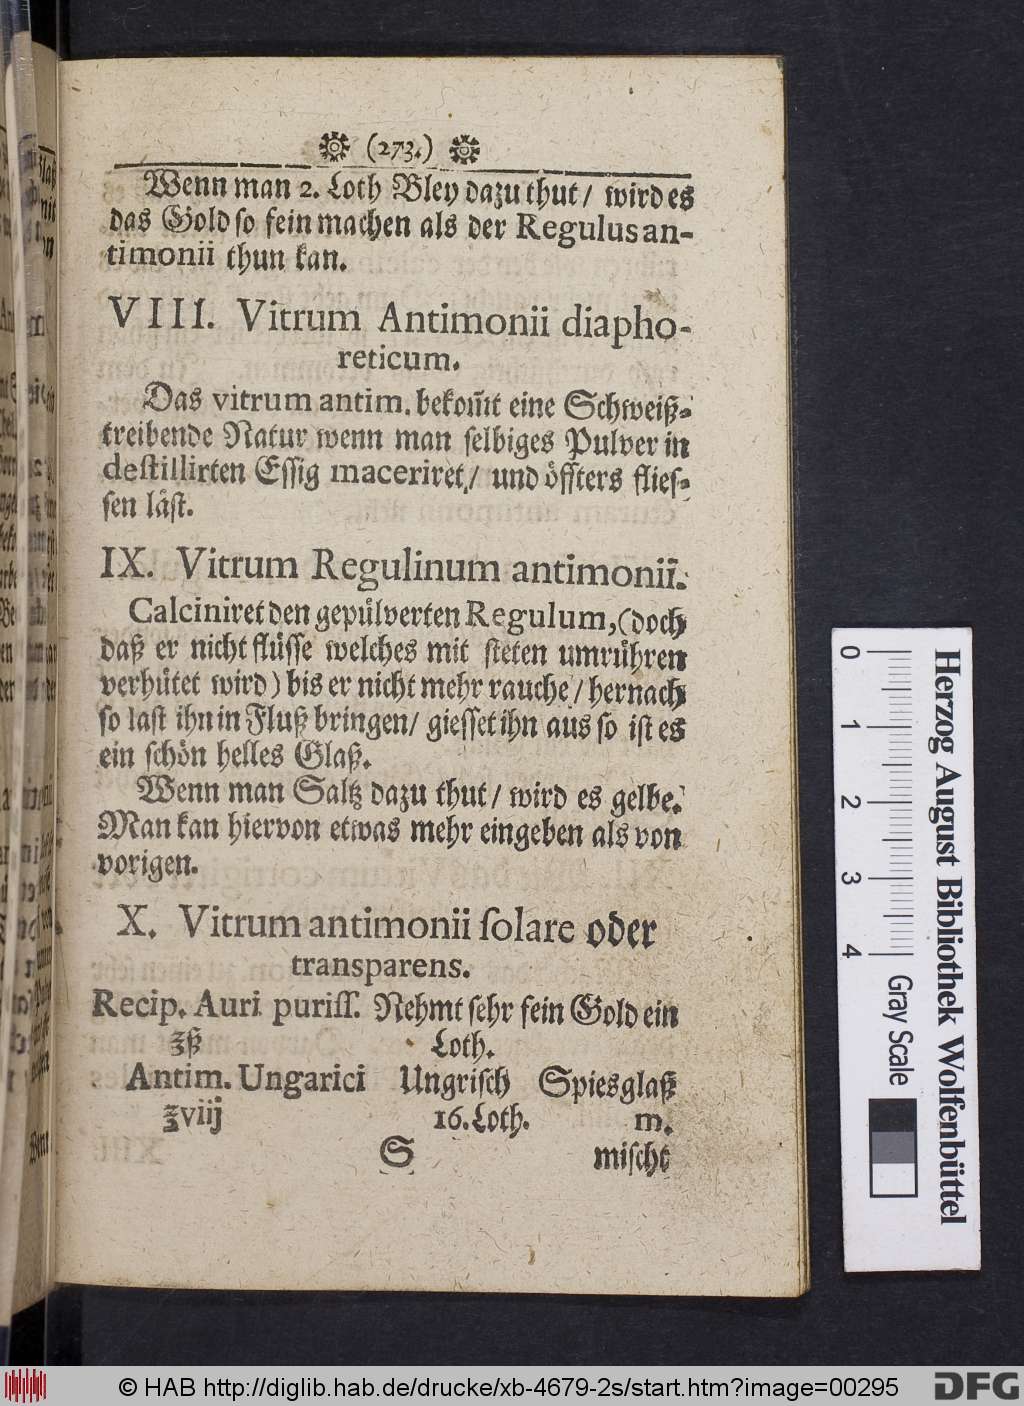 (273.)
Wenn man 2. Loth Bley dazu thut / wird es
das Gold so fein machen als der Regulus an-
timonii thun kan.
VIII. Vitrum Antimonii diapho-
reticum.
Das vitrum antim. bekom̃t eine Schweiß-
treibende Natur wenn man selbiges Pulver in
destillirten Essig maceriret / und öffters flies-
sen läst.
IX. Vitrum Regulinum antimonii.
Calciniret den gepülverten Regulum, (doch
daß er nicht flüsse welches mit steten umrühren
verhütet wird) bis er nicht mehr rauche / hernach
so last ihn in Fluß bringen / giesset ihn aus so ist es
ein schön helles Glaß.
Wenn man Saltz dazu thut / wird es gelbe.
Man kan hiervon etwas mehr eingeben als von
vorigen.
X. Vitrum antimonii solare oder
transparens.
Recip. Auri puriss. Nehmt sehr fein Gold ein
ʒß Loth.
Antim. Ungarici Ungrisch Spiesglaß
ʒviij 16. Loth. m.
S mischt
0 1 2 3 4
Gray Scale
Herzog August Bibliothek Wolfenbüttel
© HAB http://diglib.hab.de/drucke/xb-4679-2s/start.htm?image=00295
DFG